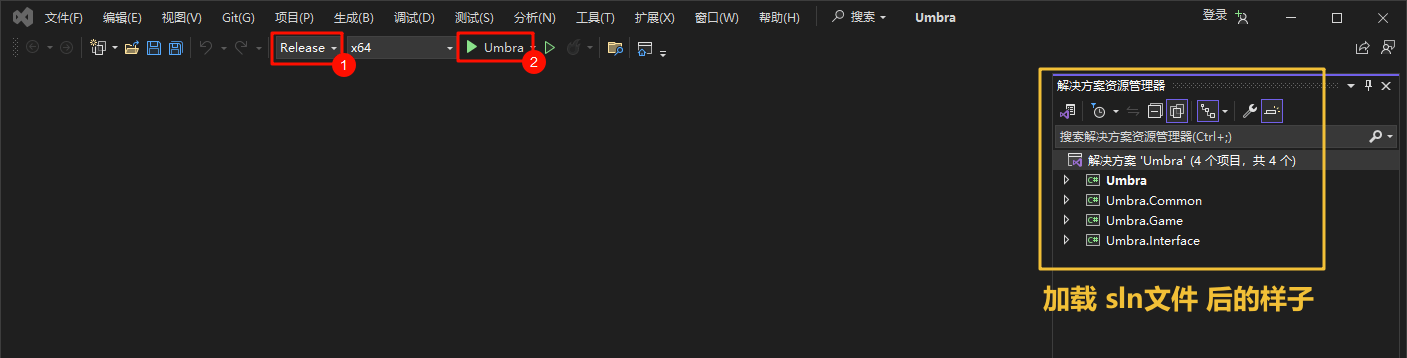 文件(F) 编辑(E) 视图(V) Git(G) 项目(P) 生成(B) 调试(D) 测试(S) 分析(N) 工具(T) 扩展(X) 窗口(W) 帮助(H) 搜索 Umbra 登录
Release x64 Umbra
1 2
解决方案资源管理器
搜索解决方案资源管理器(Ctrl+;)
解决方案 'Umbra' (4 个项目，共 4 个)
C# Umbra
C# Umbra.Common
C# Umbra.Game
C# Umbra.Interface
加载 sln文件 后的样子